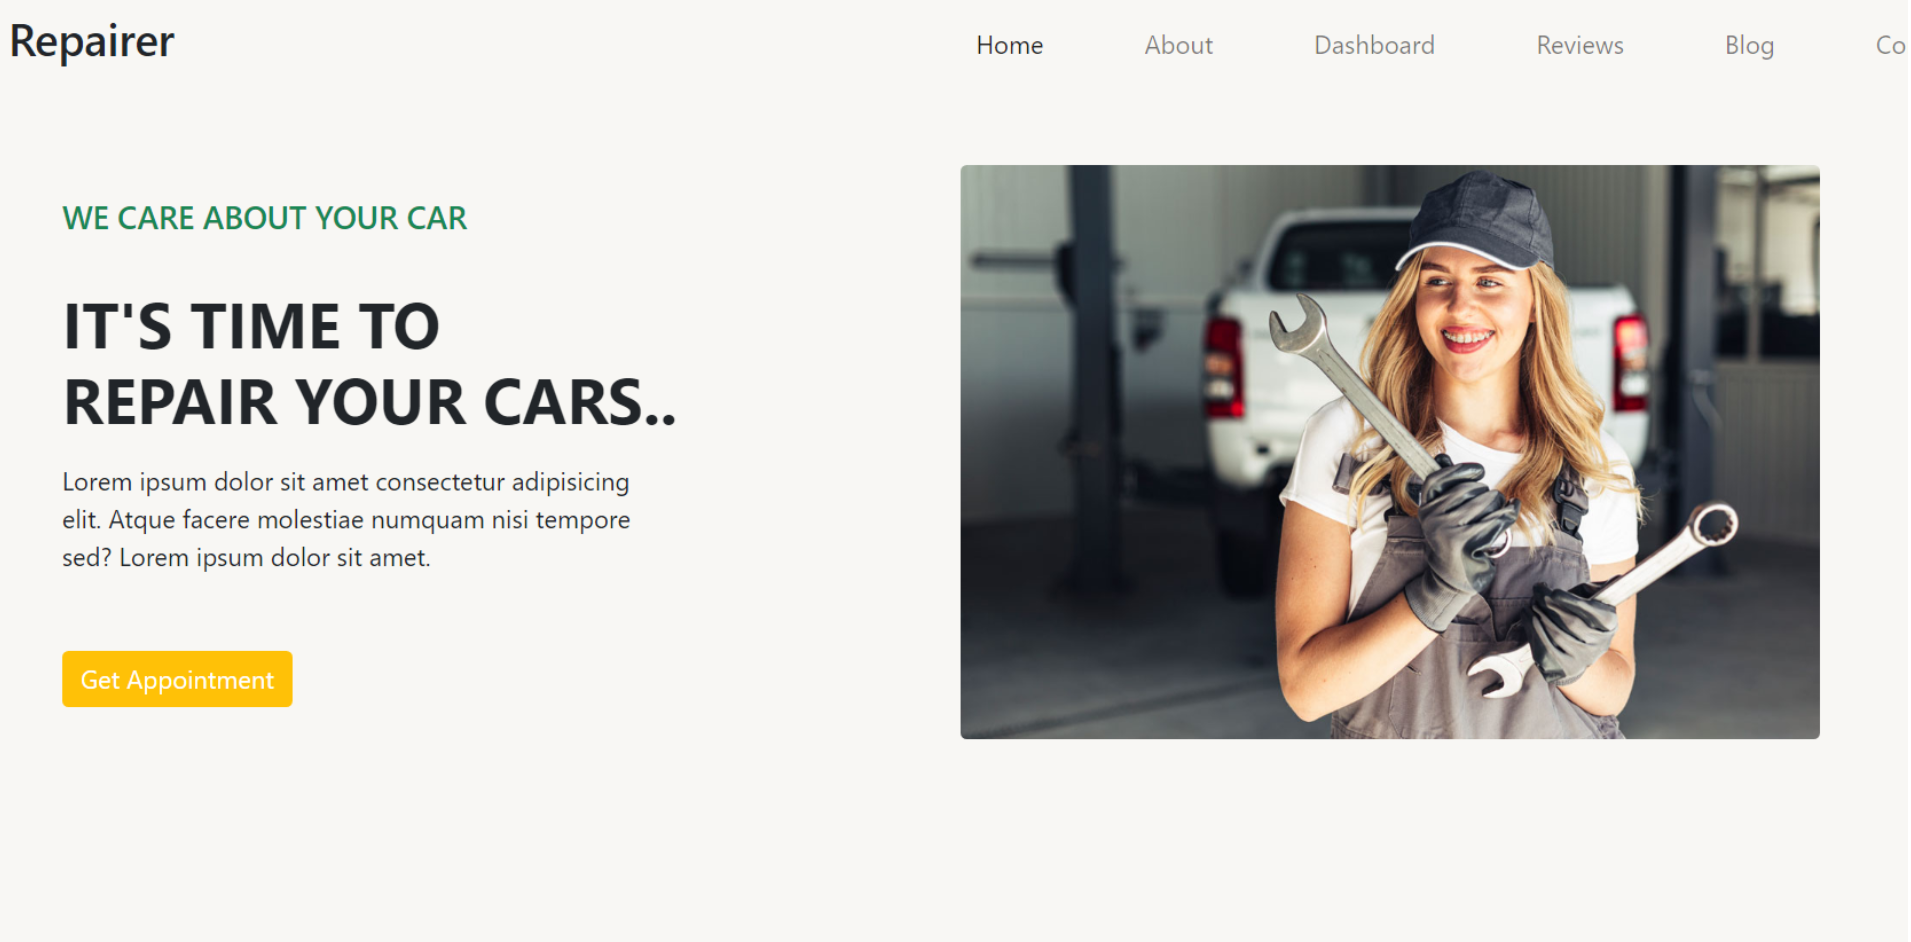 Repairer
Home About Dashboard Reviews Blog Co
WE CARE ABOUT YOUR CAR
IT'S TIME TO
REPAIR YOUR CARS..
Lorem ipsum dolor sit amet consectetur adipisicing
elit. Atque facere molestiae numquam nisi tempore
sed? Lorem ipsum dolor sit amet.
Get Appointment